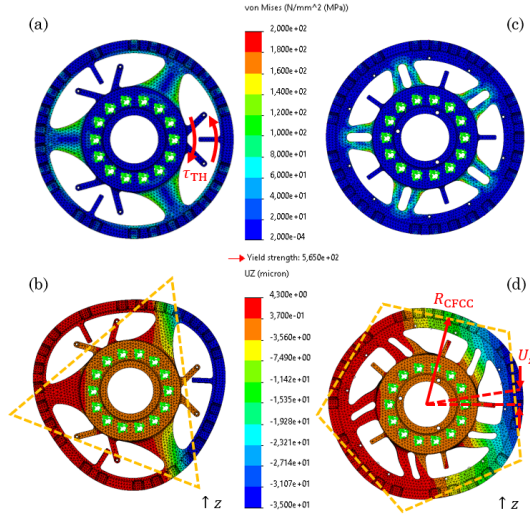 von Mises (N/mm^2 (MPa))
(a)
(c)
2,000e+02
1,800e+02
1,600e+02
1,400e+02
1,200e+02
1,000e+02
8,000e+01
6,000e+01
4,000e+01
2,000e+01
2,000e-04
τTH
Yield strength: 5,650e+02
UZ (micron)
(b)
(d)
4,300e+00
3,700e-01
-3,560e+00
-7,490e+00
-1,142e+01
-1,535e+01
-1,928e+01
-2,321e+01
-2,714e+01
-3,107e+01
-3,500e+01
RCFCC
↑ z
↑ z